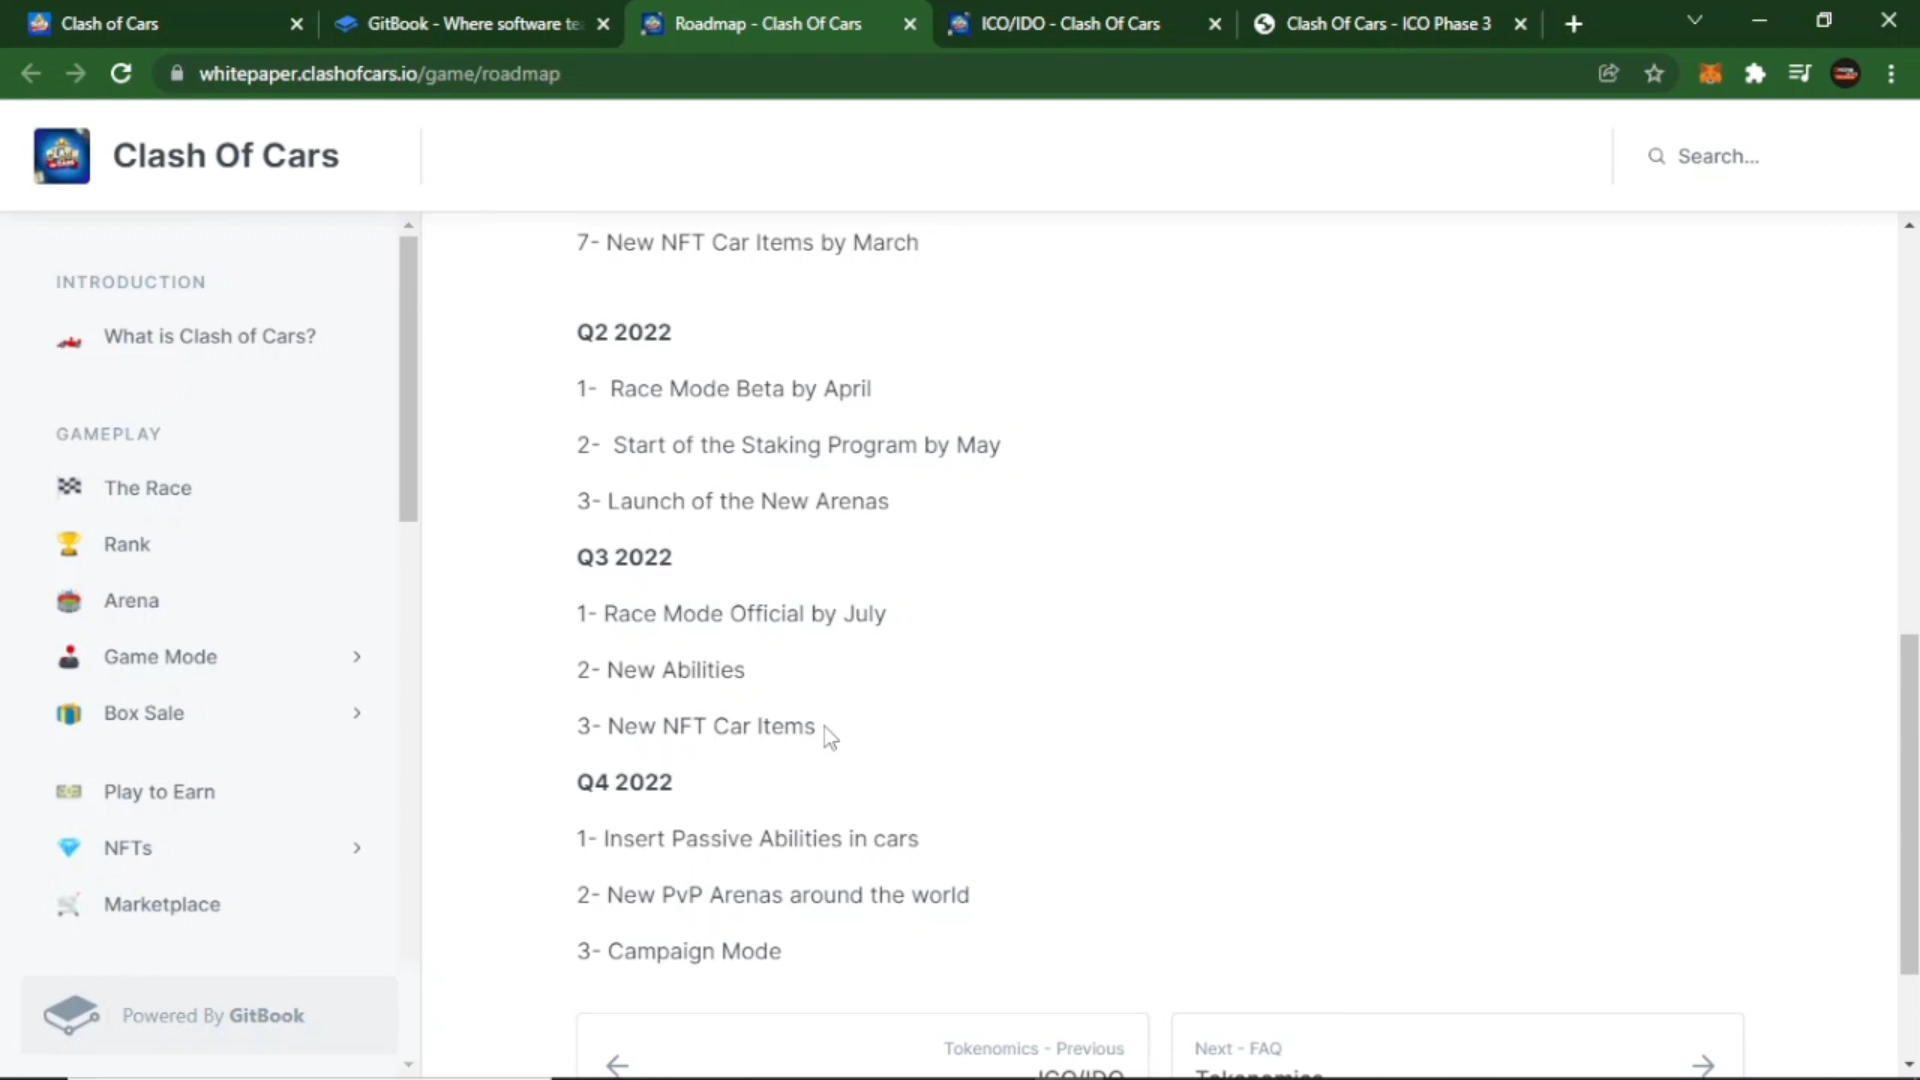 Clash of Cars
GitBook - Where software te
Roadmap - Clash Of Cars
ICO/IDO - Clash Of Cars
Clash Of Cars - ICO Phase 3
whitepaper.clashofcars.io/game/roadmap
Clash Of Cars
Search...
INTRODUCTION
What is Clash of Cars?
GAMEPLAY
The Race
Rank
Arena
Game Mode
Box Sale
Play to Earn
NFTs
Marketplace
Powered By GitBook
7- New NFT Car Items by March
Q2 2022
1- Race Mode Beta by April
2- Start of the Staking Program by May
3- Launch of the New Arenas
Q3 2022
1- Race Mode Official by July
2- New Abilities
3- New NFT Car Items
Q4 2022
1- Insert Passive Abilities in cars
2- New PvP Arenas around the world
3- Campaign Mode
Tokenomics - Previous
ICO/IDO
Next - FAQ
Tokenomics